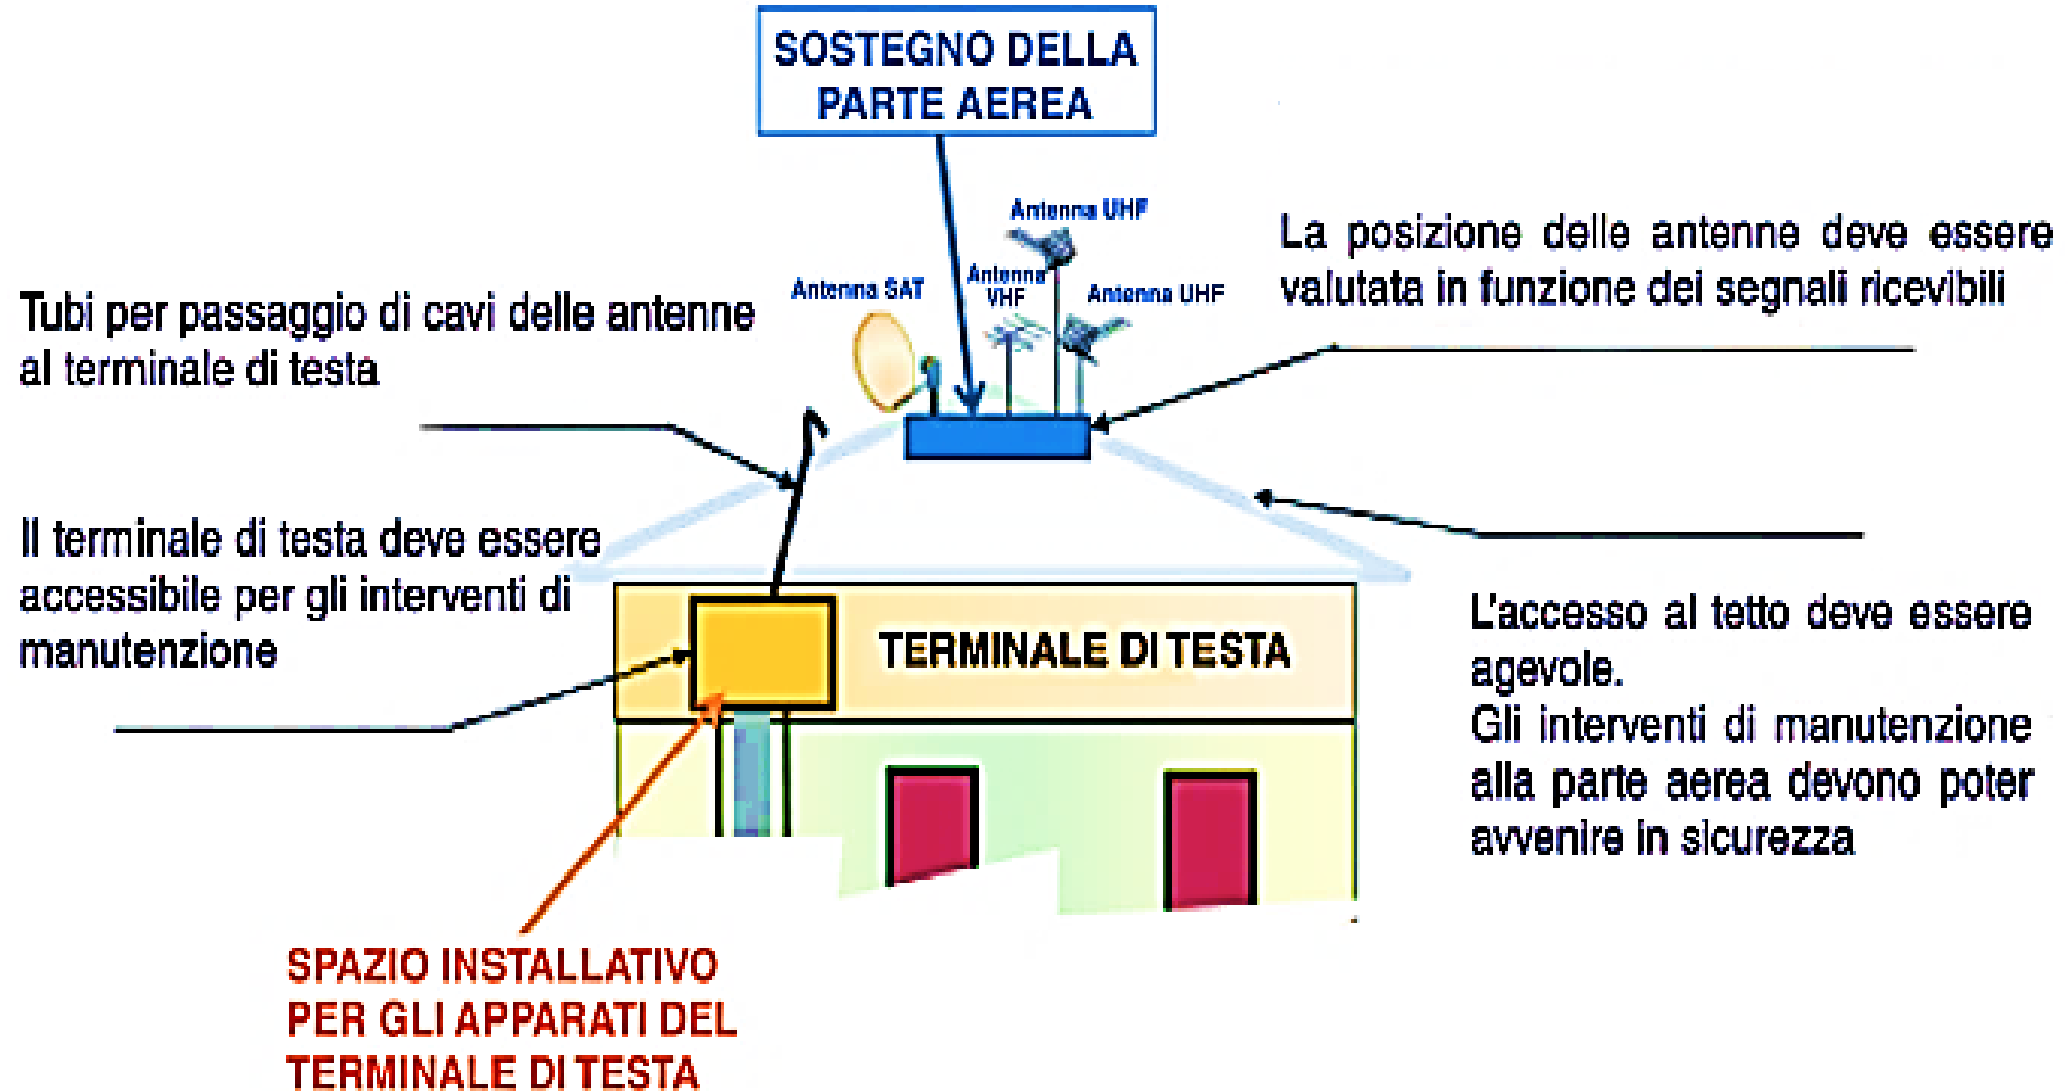 SOSTEGNO DELLA
PARTE AEREA
Antenna UHF
Antenna SAT
Antenna
VHF
Antenna UHF
La posizione delle antenne deve essere
valutata in funzione dei segnali ricevibili
Tubi per passaggio di cavi delle antenne
al terminale di testa
Il terminale di testa deve essere
accessibile per gli interventi di
manutenzione
TERMINALE DI TESTA
L'accesso al tetto deve essere
agevole.
Gli interventi di manutenzione
alla parte aerea devono poter
avvenire in sicurezza
SPAZIO INSTALLATIVO
PER GLI APPARATI DEL
TERMINALE DI TESTA